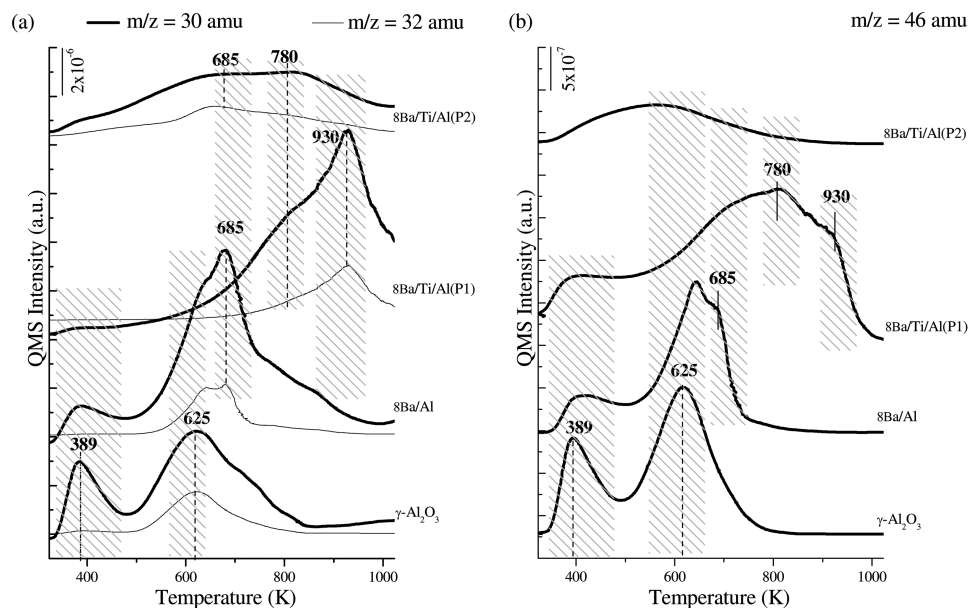 (a)
m/z = 30 amu
m/z = 32 amu
2x10⁻⁶
685
780
8Ba/Ti/Al(P2)
930
685
8Ba/Ti/Al(P1)
8Ba/Al
389
625
γ-Al₂O₃
QMS Intensity (a.u.)
400
600
800
1000
Temperature (K)
(b)
m/z = 46 amu
5x10⁻⁷
8Ba/Ti/Al(P2)
780
930
685
8Ba/Ti/Al(P1)
625
8Ba/Al
389
γ-Al₂O₃
QMS Intensity (a.u.)
400
600
800
1000
Temperature (K)